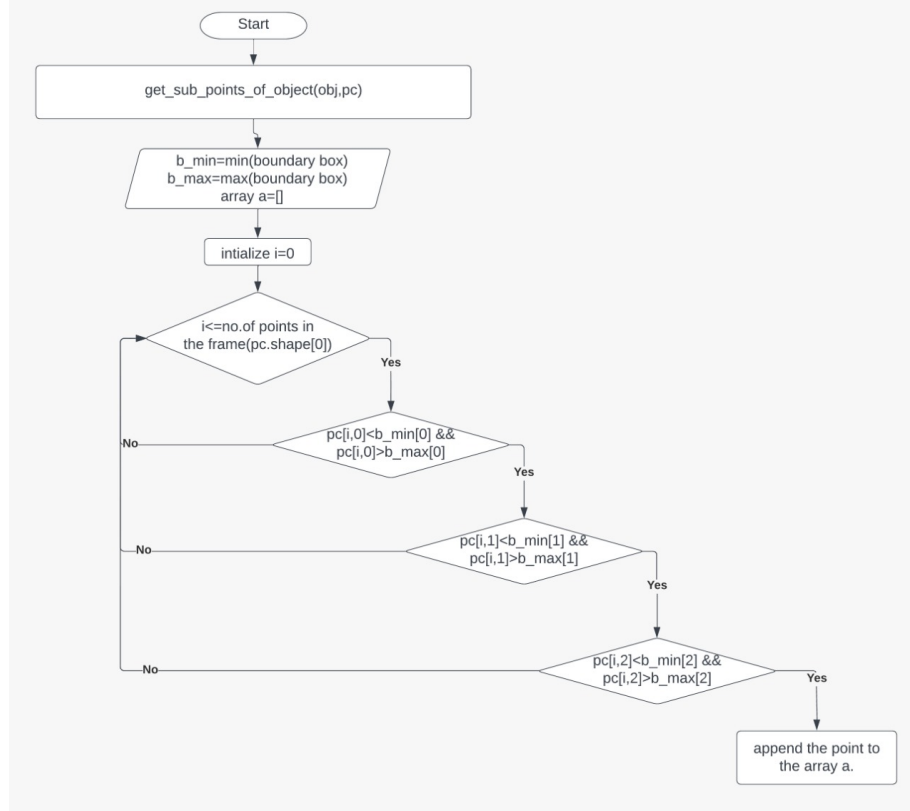 Start
get_sub_points_of_object(obj,pc)
b_min=min(boundary box)
b_max=max(boundary box)
array a=[]
intialize i=0
i<=no.of points in
the frame(pc.shape[0])
Yes
pc[i,0]<b_min[0] &&
pc[i,0]>b_max[0]
No
Yes
pc[i,1]<b_min[1] &&
pc[i,1]>b_max[1]
No
Yes
pc[i,2]<b_min[2] &&
pc[i,2]>b_max[2]
No
Yes
append the point to
the array a.